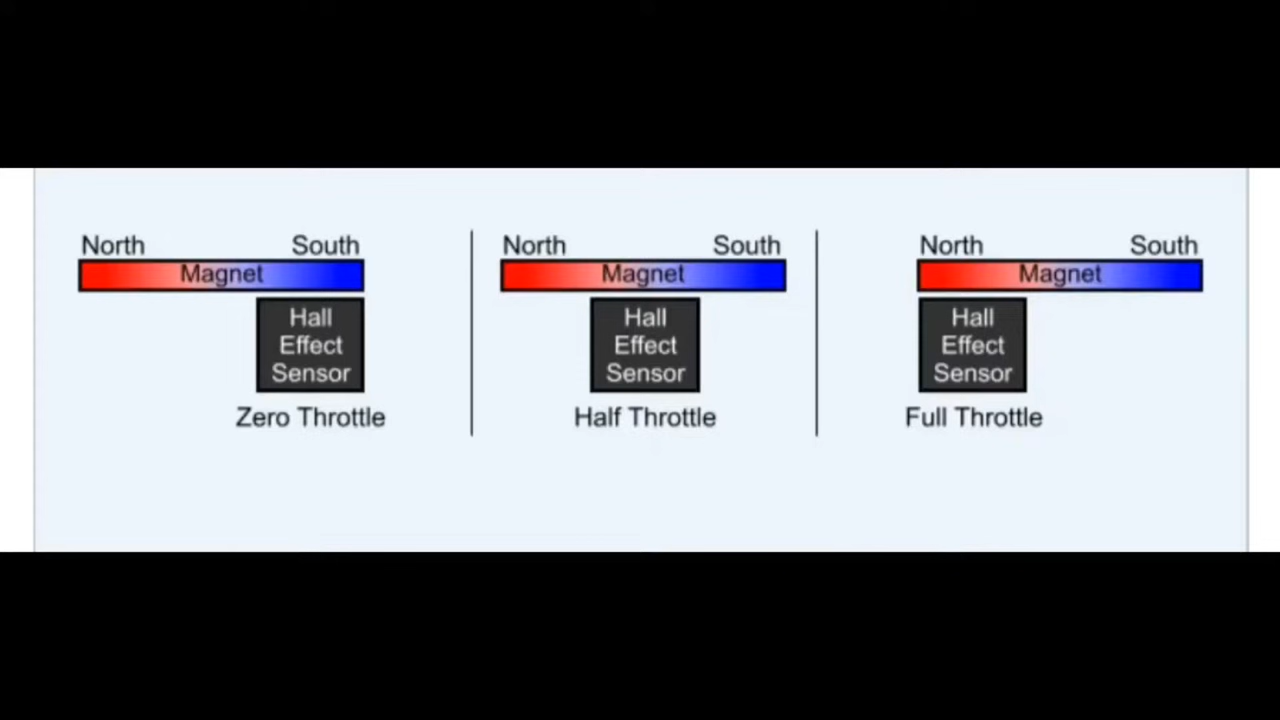 North South
Magnet
Hall
Effect
Sensor
Zero Throttle
North South
Magnet
Hall
Effect
Sensor
Half Throttle
North South
Magnet
Hall
Effect
Sensor
Full Throttle